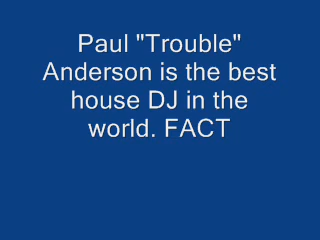 Paul "Trouble"
Anderson is the best
house DJ in the
world. FACT